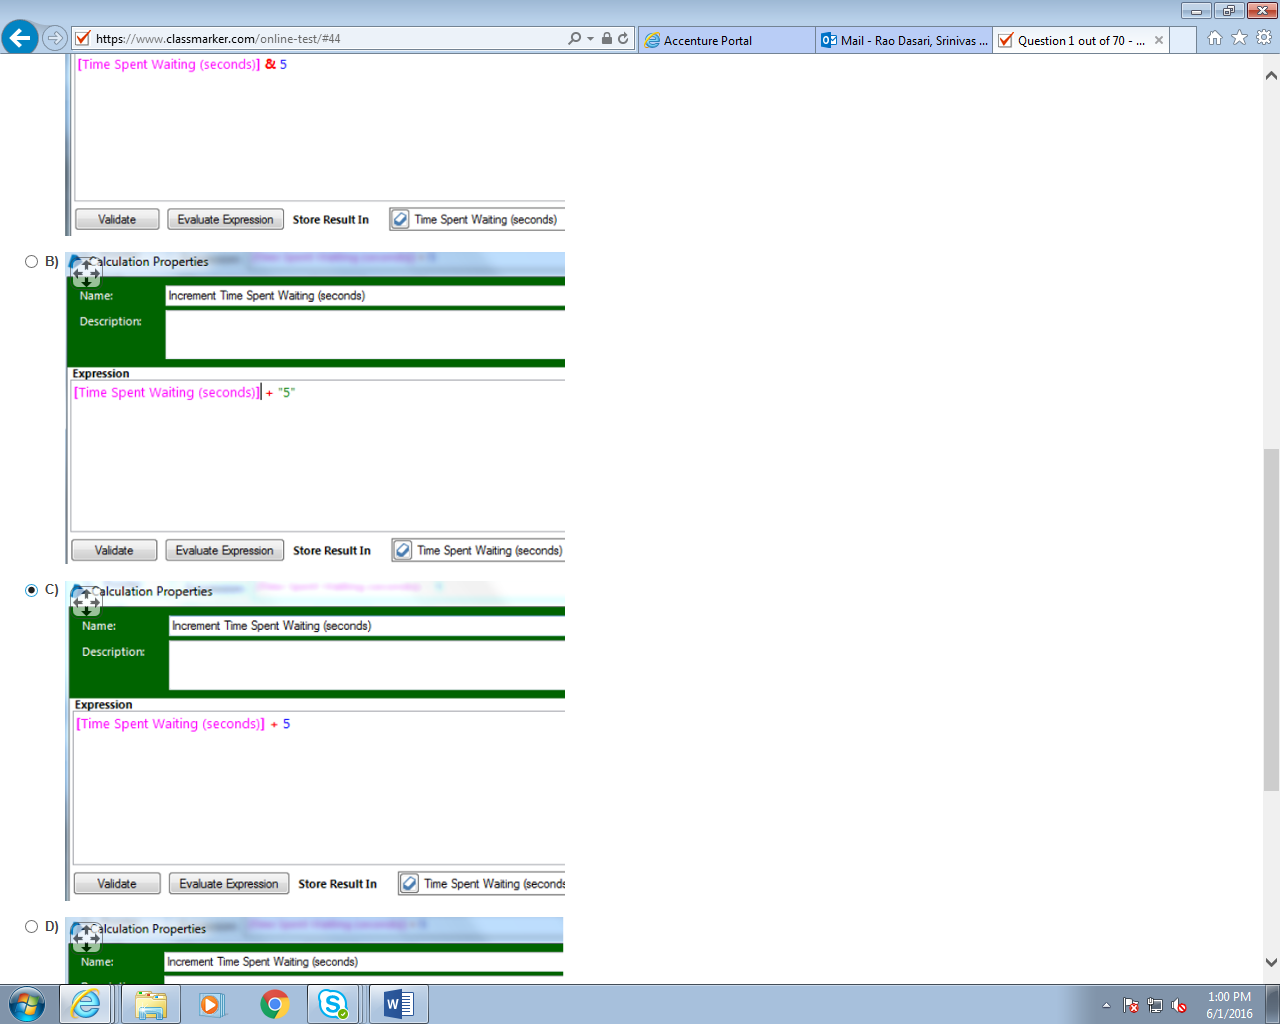 https://www.classmarker.com/online-test/#44
Accenture Portal
Mail - Rao Dasari, Srinivas ...
Question 1 out of 70 - ...
[Time Spent Waiting (seconds)] & 5
Validate
Evaluate Expression
Store Result In
Time Spent Waiting (seconds)
B)
Calculation Properties
Name:
Increment Time Spent Waiting (seconds)
Description:
Expression
[Time Spent Waiting (seconds)] + "5"
Validate
Evaluate Expression
Store Result In
Time Spent Waiting (seconds)
C)
Calculation Properties
Name:
Increment Time Spent Waiting (seconds)
Description:
Expression
[Time Spent Waiting (seconds)] + 5
Validate
Evaluate Expression
Store Result In
Time Spent Waiting (seconds
D)
Calculation Properties
Name:
Increment Time Spent Waiting (seconds)
1:00 PM
6/1/2016